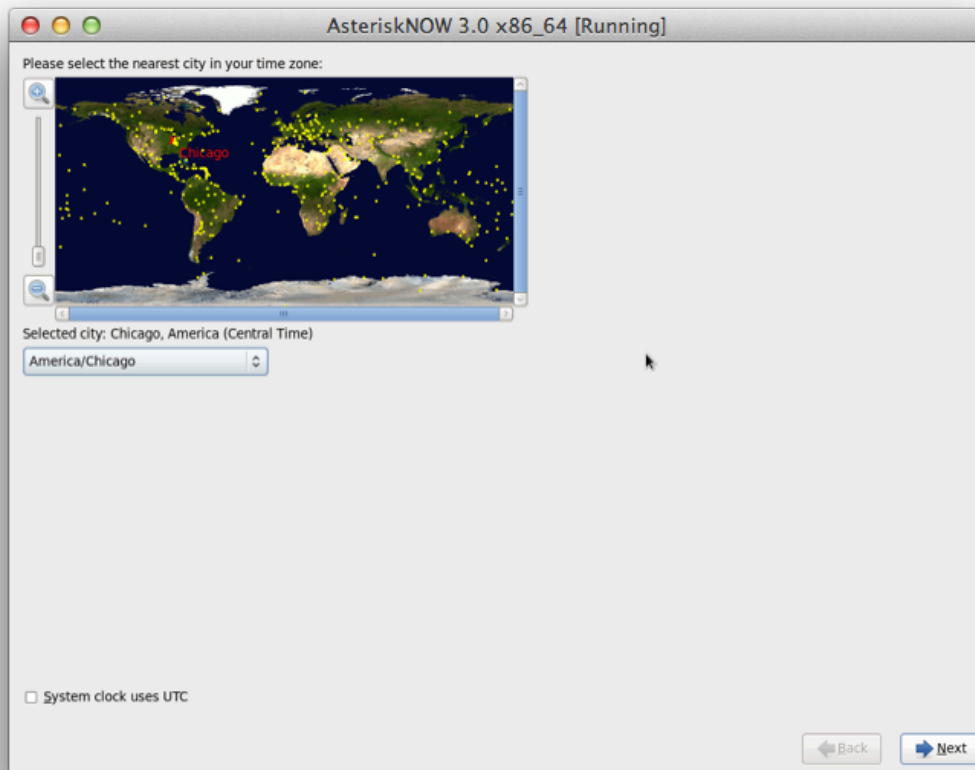 AsteriskNOW 3.0 x86_64 [Running]
Please select the nearest city in your time zone:
Chicago
Selected city: Chicago, America (Central Time)
America/Chicago
System clock uses UTC
Back
Next